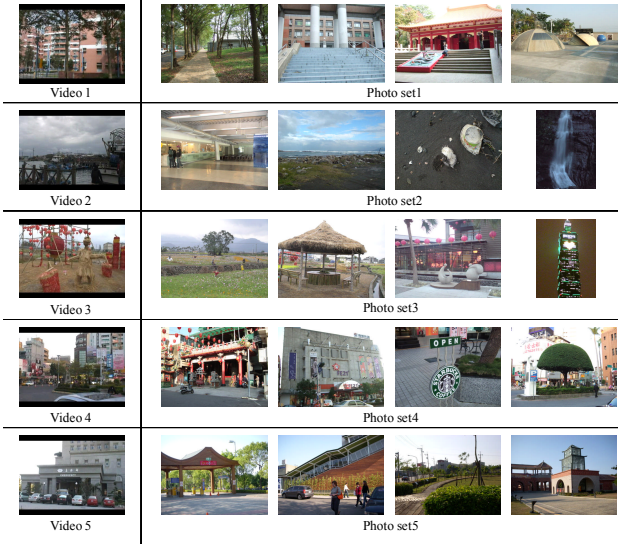 Video 1
Photo set1
Video 2
Photo set2
Video 3
Photo set3
OPEN
STARBUCKS
COFFEE
Video 4
Photo set4
Video 5
Photo set5